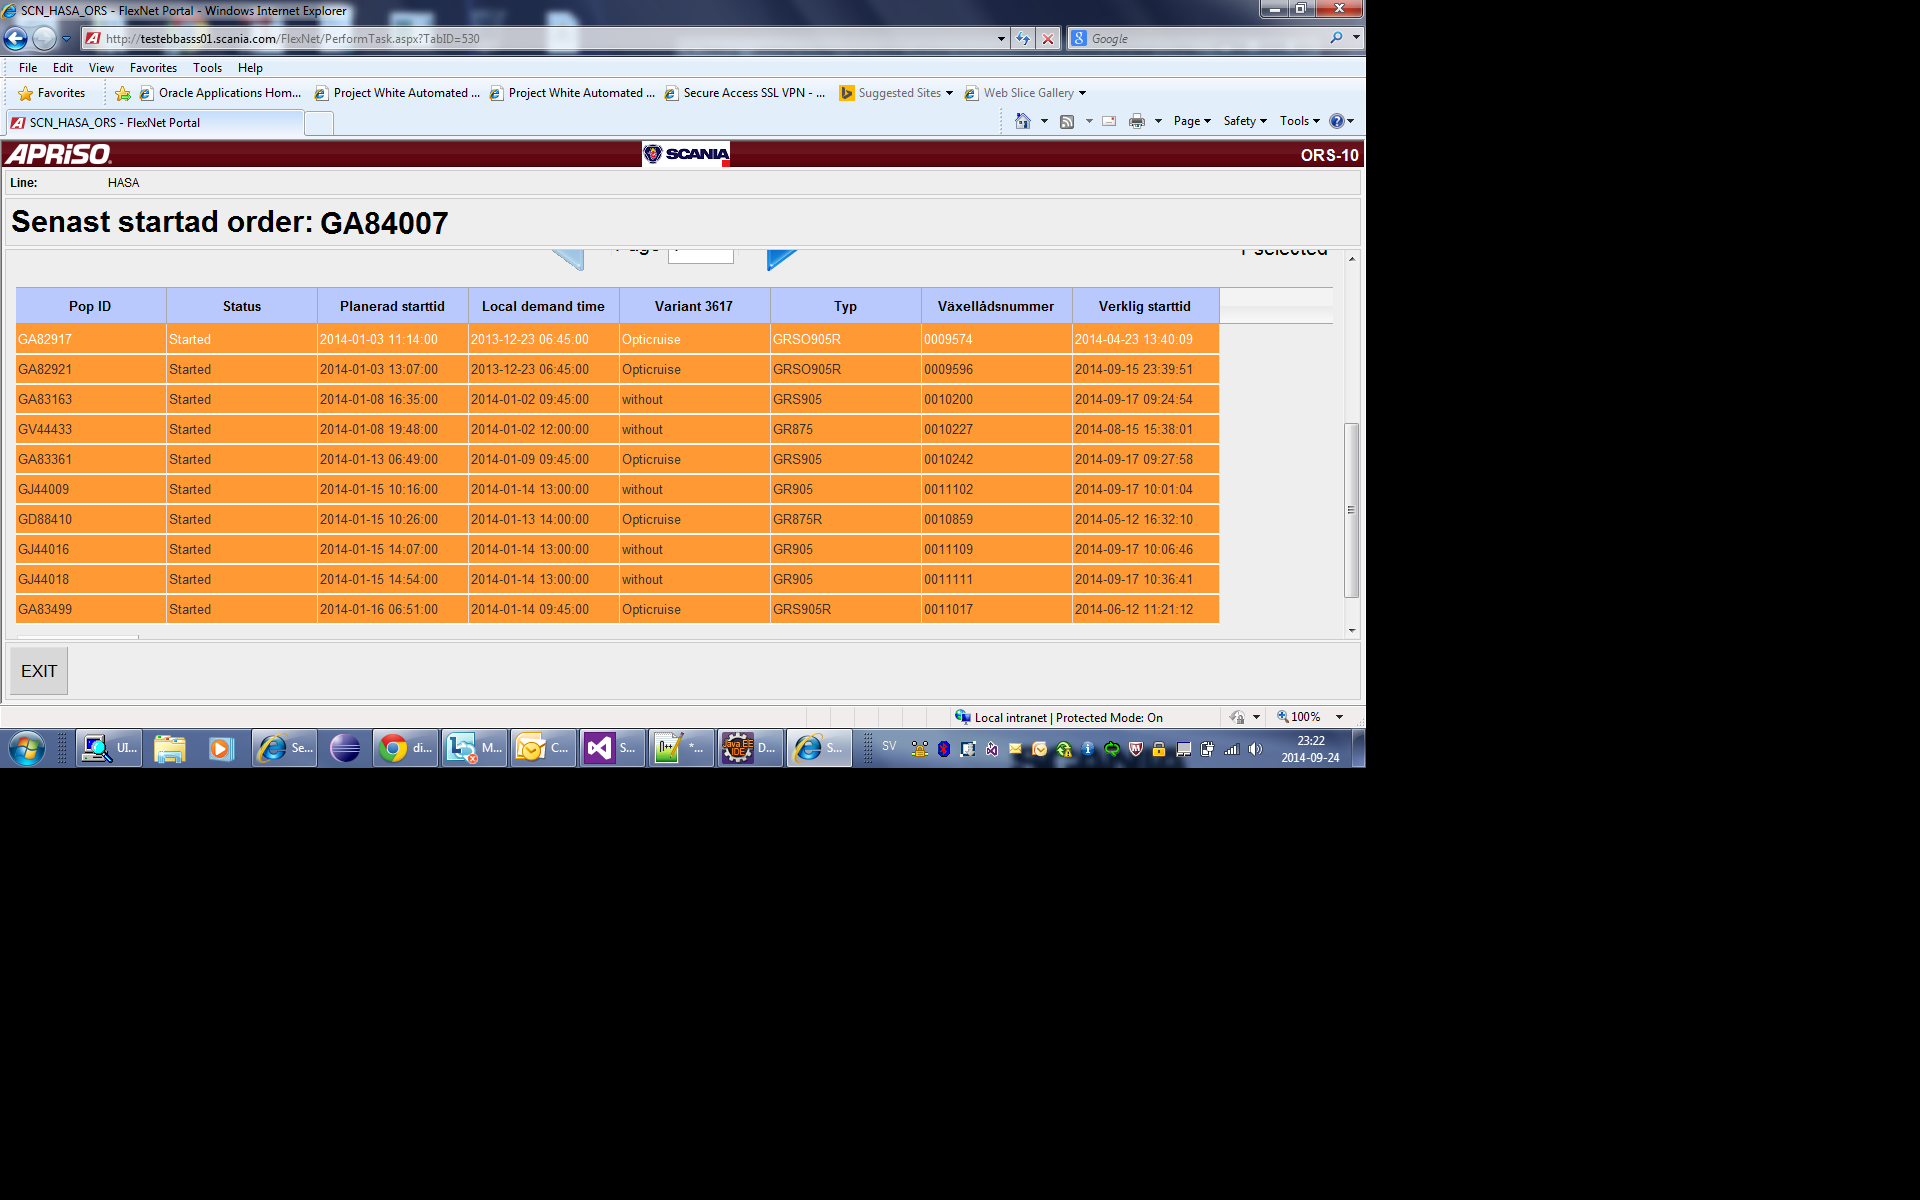 SCN_HASA_ORS - FlexNet Portal - Windows Internet Explorer
http://testebbasss01.scania.com/FlexNet/PerformTask.aspx?TabID=530
Google
File Edit View Favorites Tools Help
Favorites Oracle Applications Hom... Project White Automated ... Project White Automated ... Secure Access SSL VPN - ... Suggested Sites Web Slice Gallery
SCN_HASA_ORS - FlexNet Portal Page Safety Tools
APRISO SCANIA ORS-10
Line: HASA
Senast startad order: GA84007
Page selected
Pop ID Status Planerad starttid Local demand time Variant 3617 Typ Växellådsnummer Verklig starttid
GA82917 Started 2014-01-03 11:14:00 2013-12-23 06:45:00 Opticruise GRSO905R 0009574 2014-04-23 13:40:09
GA82921 Started 2014-01-03 13:07:00 2013-12-23 06:45:00 Opticruise GRSO905R 0009596 2014-09-15 23:39:51
GA83163 Started 2014-01-08 16:35:00 2014-01-02 09:45:00 without GRS905 0010200 2014-09-17 09:24:54
GV44433 Started 2014-01-08 19:48:00 2014-01-02 12:00:00 without GR875 0010227 2014-08-15 15:38:01
GA83361 Started 2014-01-13 06:49:00 2014-01-09 09:45:00 Opticruise GRS905 0010242 2014-09-17 09:27:58
GJ44009 Started 2014-01-15 10:16:00 2014-01-14 13:00:00 without GR905 0011102 2014-09-17 10:01:04
GD88410 Started 2014-01-15 10:26:00 2014-01-13 14:00:00 Opticruise GR875R 0010859 2014-05-12 16:32:10
GJ44016 Started 2014-01-15 14:07:00 2014-01-14 13:00:00 without GR905 0011109 2014-09-17 10:06:46
GJ44018 Started 2014-01-15 14:54:00 2014-01-14 13:00:00 without GR905 0011111 2014-09-17 10:36:41
GA83499 Started 2014-01-16 06:51:00 2014-01-14 09:45:00 Opticruise GRS905R 0011017 2014-06-12 11:21:12
EXIT
Local intranet | Protected Mode: On 100%
UI... Se... di... M... C... S... *... Java EE IDE D... S... SV 23:22
2014-09-24